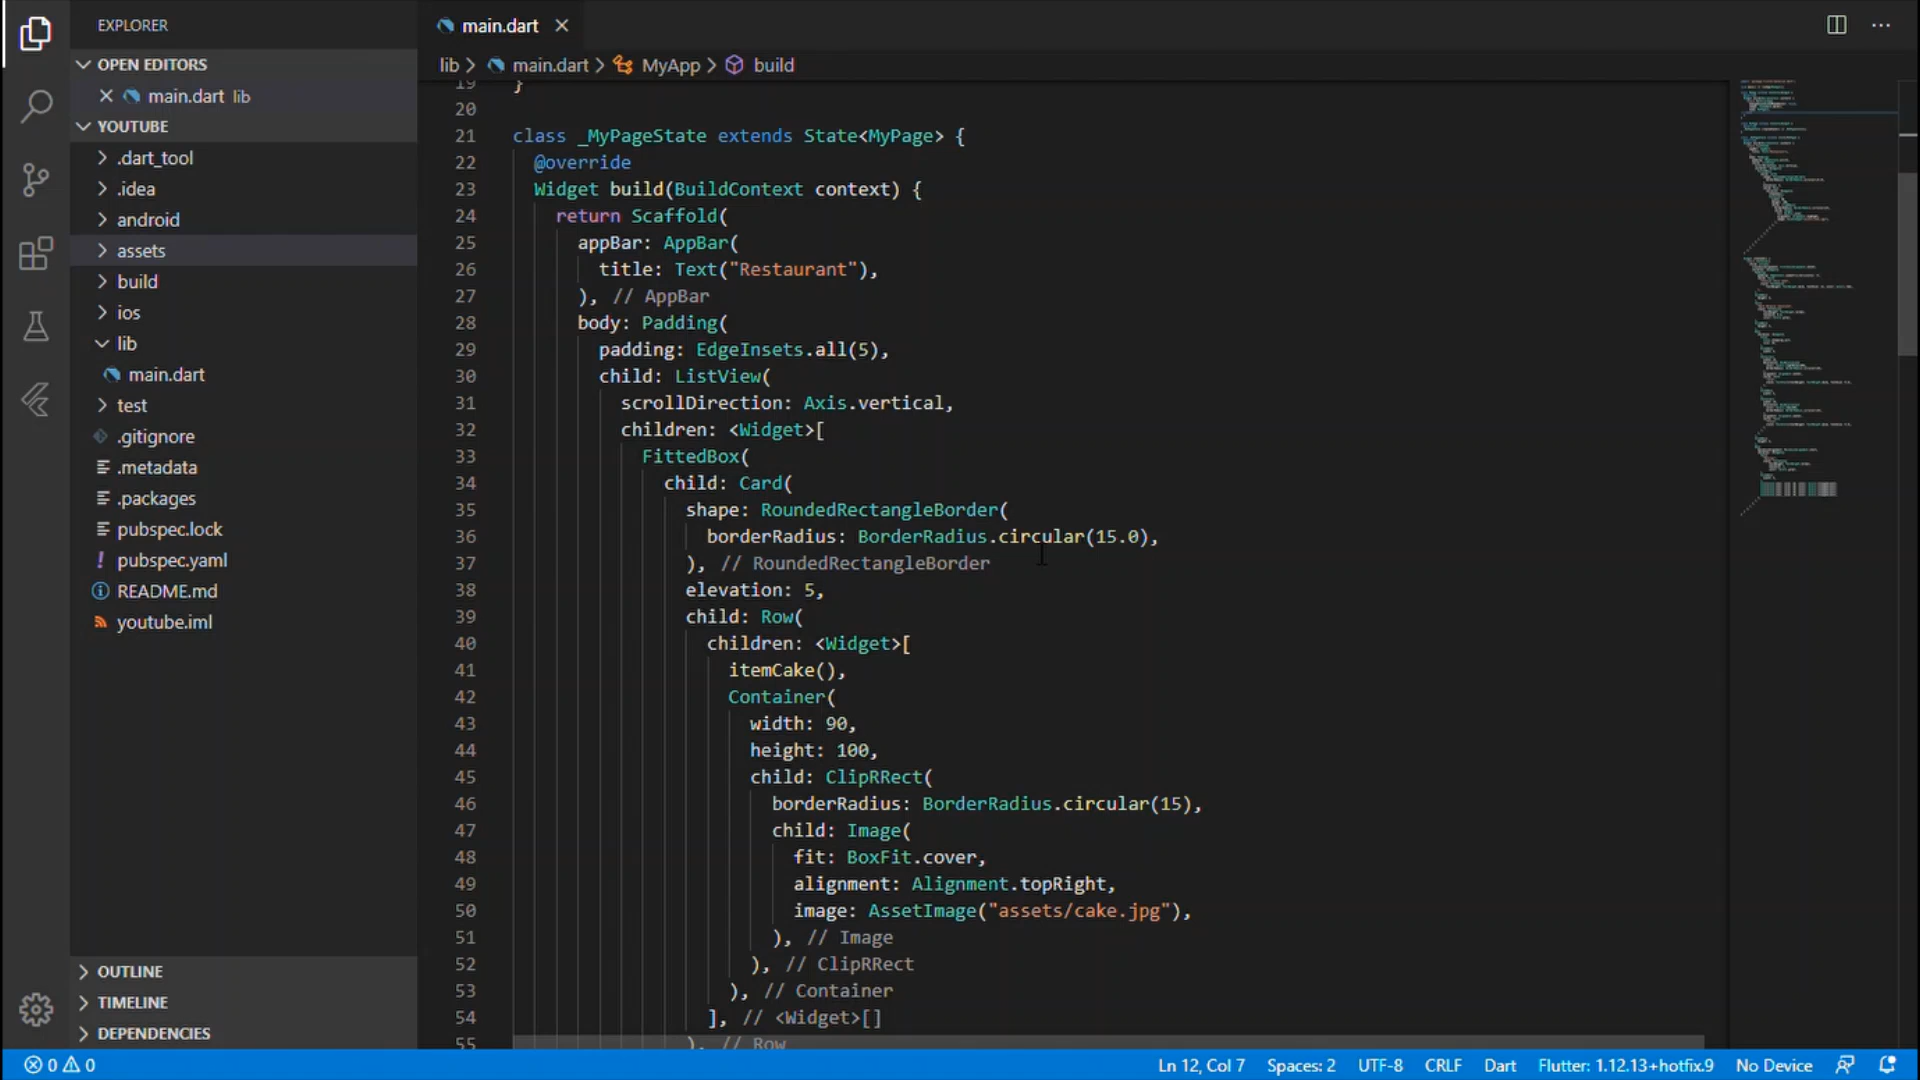 EXPLORER
OPEN EDITORS
main.dart lib
YOUTUBE
.dart_tool
.idea
android
assets
build
ios
lib
main.dart
test
.gitignore
.metadata
.packages
pubspec.lock
pubspec.yaml
README.md
youtube.iml
OUTLINE
TIMELINE
DEPENDENCIES
main.dart
lib > main.dart > MyApp > build
19 }
20
21 class _MyPageState extends State<MyPage> {
22 @override
23 Widget build(BuildContext context) {
24 return Scaffold(
25 appBar: AppBar(
26 title: Text("Restaurant"),
27 ), // AppBar
28 body: Padding(
29 padding: EdgeInsets.all(5),
30 child: ListView(
31 scrollDirection: Axis.vertical,
32 children: <Widget>[
33 FittedBox(
34 child: Card(
35 shape: RoundedRectangleBorder(
36 borderRadius: BorderRadius.circular(15.0),
37 ), // RoundedRectangleBorder
38 elevation: 5,
39 child: Row(
40 children: <Widget>[
41 itemCake(),
42 Container(
43 width: 90,
44 height: 100,
45 child: ClipRRect(
46 borderRadius: BorderRadius.circular(15),
47 child: Image(
48 fit: BoxFit.cover,
49 alignment: Alignment.topRight,
50 image: AssetImage("assets/cake.jpg"),
51 ), // Image
52 ), // ClipRRect
53 ), // Container
54 ], // <Widget>[]
55 ), // Row
0 0
Ln 12, Col 7 Spaces: 2 UTF-8 CRLF Dart Flutter: 1.12.13+hotfix.9 No Device